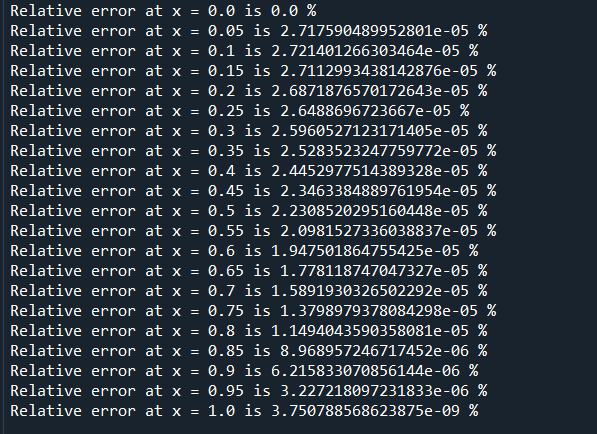 Relative error at x = 0.0 is 0.0 %
Relative error at x = 0.05 is 2.717590489952801e-05 %
Relative error at x = 0.1 is 2.721401266303464e-05 %
Relative error at x = 0.15 is 2.7112993438142876e-05 %
Relative error at x = 0.2 is 2.6871876570172643e-05 %
Relative error at x = 0.25 is 2.6488696723667e-05 %
Relative error at x = 0.3 is 2.5960527123171405e-05 %
Relative error at x = 0.35 is 2.5283523247759772e-05 %
Relative error at x = 0.4 is 2.4452977514389328e-05 %
Relative error at x = 0.45 is 2.3463384889761954e-05 %
Relative error at x = 0.5 is 2.2308520295160448e-05 %
Relative error at x = 0.55 is 2.0981527336038837e-05 %
Relative error at x = 0.6 is 1.947501864755425e-05 %
Relative error at x = 0.65 is 1.778118747047327e-05 %
Relative error at x = 0.7 is 1.5891930326502292e-05 %
Relative error at x = 0.75 is 1.3798979378084298e-05 %
Relative error at x = 0.8 is 1.1494043590358081e-05 %
Relative error at x = 0.85 is 8.968957246717452e-06 %
Relative error at x = 0.9 is 6.215833070856144e-06 %
Relative error at x = 0.95 is 3.227218097231833e-06 %
Relative error at x = 1.0 is 3.750788568623875e-09 %